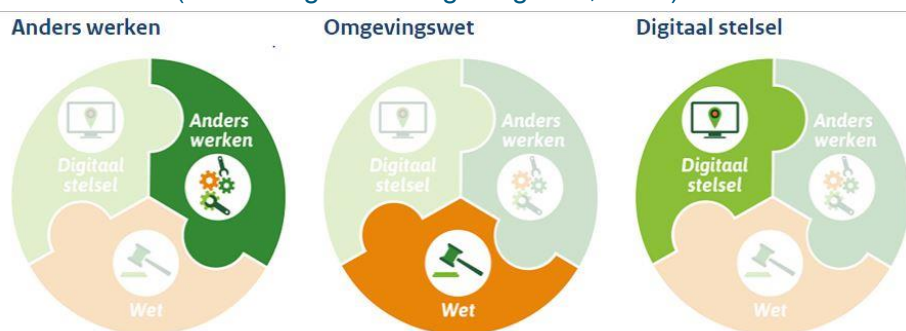 Anders werken
Omgevingswet
Digitaal stelsel
Digitaal
stelsel
Anders
werken
Wet
Digitaal
stelsel
Anders
werken
Wet
Digitaal
stelsel
Anders
werken
Wet